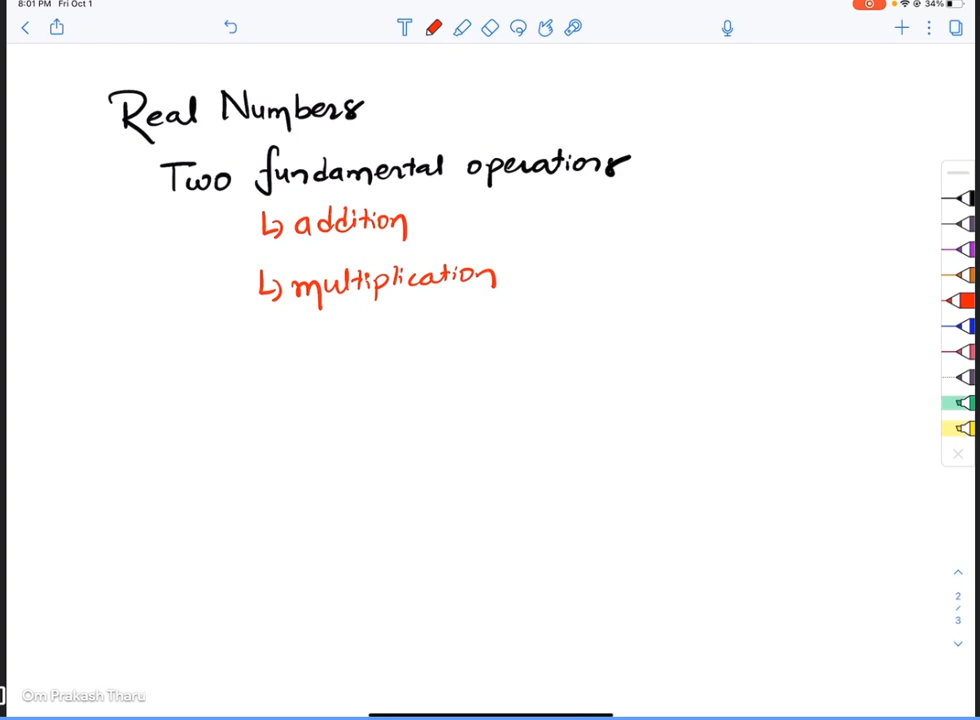 8:01 PM Fri Oct 1
34%
T
Real Numbers
Two fundamental operations
↳ addition
↳ multiplication
2
/
3
Om Prakash Tharu